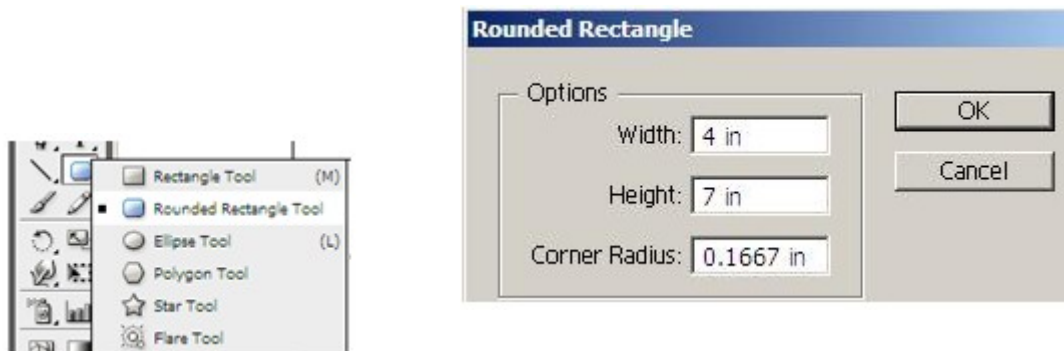 Rounded Rectangle
Options
Width: 4 in
Height: 7 in
Corner Radius: 0.1667 in
OK
Cancel
Rectangle Tool (M)
Rounded Rectangle Tool
Ellipse Tool (L)
Polygon Tool
Star Tool
Flare Tool